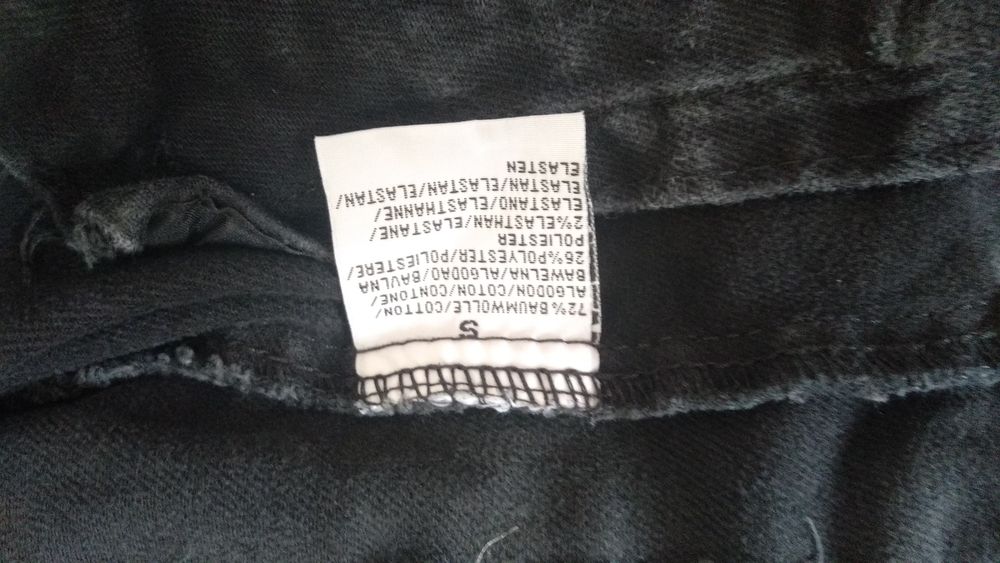 S
72%BAUMWOLLE/COTTON/
ALGODON/COTON/CONTONE/
BAWELNA/ALGODAO/BAVLNA
26%POLYESTER/POLIESTERE/
POLIESTER
2%ELASTHAN/ELASTANE/
ELASTANO/ELASTHANNE/
ELASTAN/ELASTAN/ELASTAN/
ELASTEN